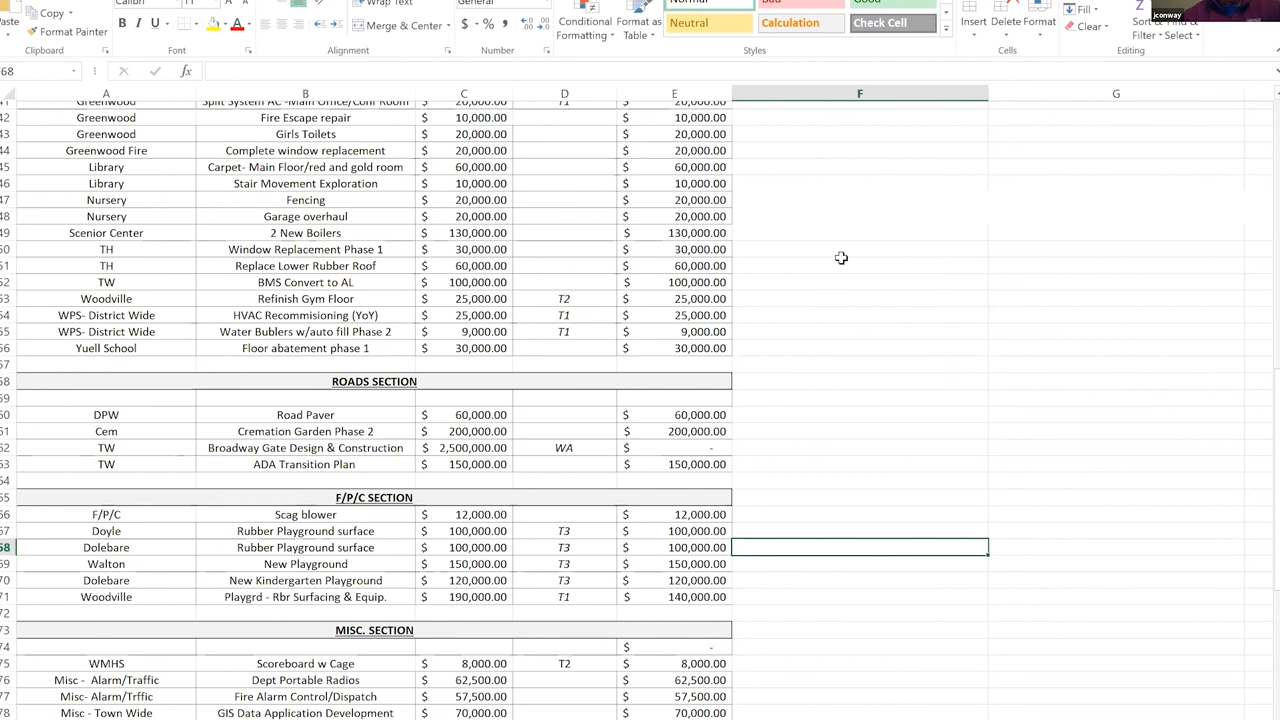 Paste Copy Calibri 11 Wrap Text General Conditional Format as Normal Bad Good Insert Delete Format Fill Sort & Find & jconway
Format Painter B I U A Merge & Center $ % , Formatting Table Neutral Calculation Check Cell Clear Filter Select
Clipboard Font Alignment Number Styles Cells Editing
F68 fx
A B C D E F G
41 Greenwood Split System AC -Main Office/Conf Room $ 20,000.00 T1 $ 20,000.00
42 Greenwood Fire Escape repair $ 10,000.00 $ 10,000.00
43 Greenwood Girls Toilets $ 20,000.00 $ 20,000.00
44 Greenwood Fire Complete window replacement $ 20,000.00 $ 20,000.00
45 Library Carpet- Main Floor/red and gold room $ 60,000.00 $ 60,000.00
46 Library Stair Movement Exploration $ 10,000.00 $ 10,000.00
47 Nursery Fencing $ 20,000.00 $ 20,000.00
48 Nursery Garage overhaul $ 20,000.00 $ 20,000.00
49 Scenior Center 2 New Boilers $ 130,000.00 $ 130,000.00
50 TH Window Replacement Phase 1 $ 30,000.00 $ 30,000.00
51 TH Replace Lower Rubber Roof $ 60,000.00 $ 60,000.00
52 TW BMS Convert to AL $ 100,000.00 $ 100,000.00
53 Woodville Refinish Gym Floor $ 25,000.00 T2 $ 25,000.00
54 WPS- District Wide HVAC Recommisioning (YoY) $ 25,000.00 T1 $ 25,000.00
55 WPS- District Wide Water Bublers w/auto fill Phase 2 $ 9,000.00 T1 $ 9,000.00
56 Yuell School Floor abatement phase 1 $ 30,000.00 $ 30,000.00
57
58 ROADS SECTION
59
60 DPW Road Paver $ 60,000.00 $ 60,000.00
61 Cem Cremation Garden Phase 2 $ 200,000.00 $ 200,000.00
62 TW Broadway Gate Design & Construction $ 2,500,000.00 WA $ -
63 TW ADA Transition Plan $ 150,000.00 $ 150,000.00
64
65 F/P/C SECTION
66 F/P/C Scag blower $ 12,000.00 $ 12,000.00
67 Doyle Rubber Playground surface $ 100,000.00 T3 $ 100,000.00
68 Dolebare Rubber Playground surface $ 100,000.00 T3 $ 100,000.00
69 Walton New Playground $ 150,000.00 T3 $ 150,000.00
70 Dolebare New Kindergarten Playground $ 120,000.00 T3 $ 120,000.00
71 Woodville Playgrd - Rbr Surfacing & Equip. $ 190,000.00 T1 $ 140,000.00
72
73 MISC. SECTION
74 $ -
75 WMHS Scoreboard w Cage $ 8,000.00 T2 $ 8,000.00
76 Misc - Alarm/Traffic Dept Portable Radios $ 62,500.00 $ 62,500.00
77 Misc- Alarm/Trffic Fire Alarm Control/Dispatch $ 57,500.00 $ 57,500.00
78 Misc - Town Wide GIS Data Application Development $ 70,000.00 $ 70,000.00